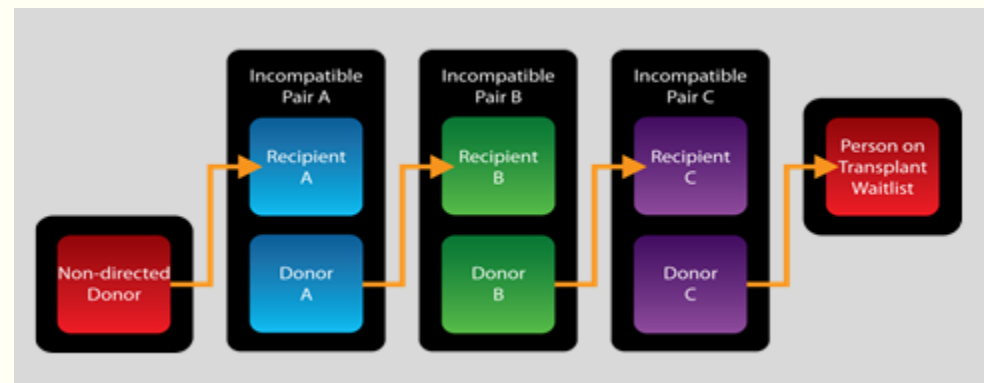 Incompatible
Pair A
Recipient
A
Donor
A
Incompatible
Pair B
Recipient
B
Donor
B
Incompatible
Pair C
Recipient
C
Donor
C
Person on
Transplant
Waitlist
Non-directed
Donor